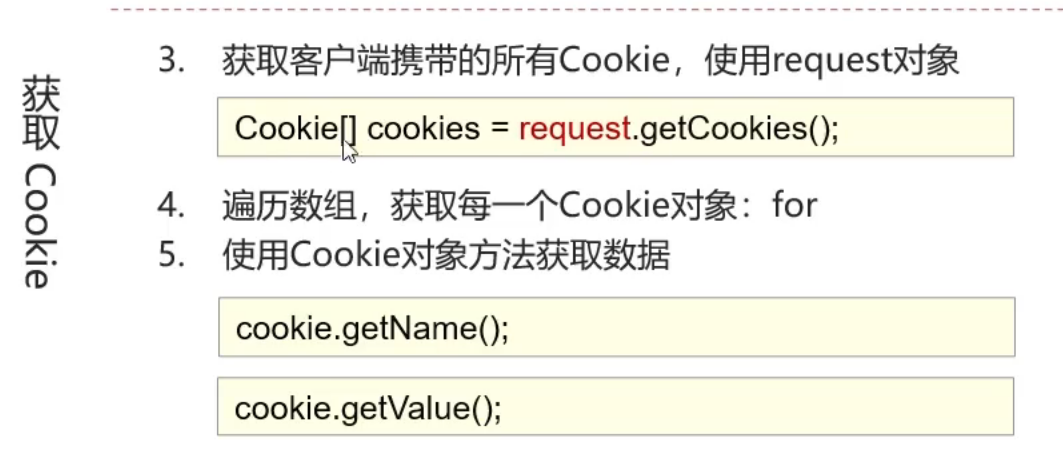 获取 Cookie
3. 获取客户端携带的所有Cookie，使用request对象
Cookie[] cookies = request.getCookies();
4. 遍历数组，获取每一个Cookie对象：for
5. 使用Cookie对象方法获取数据
cookie.getName();
cookie.getValue();